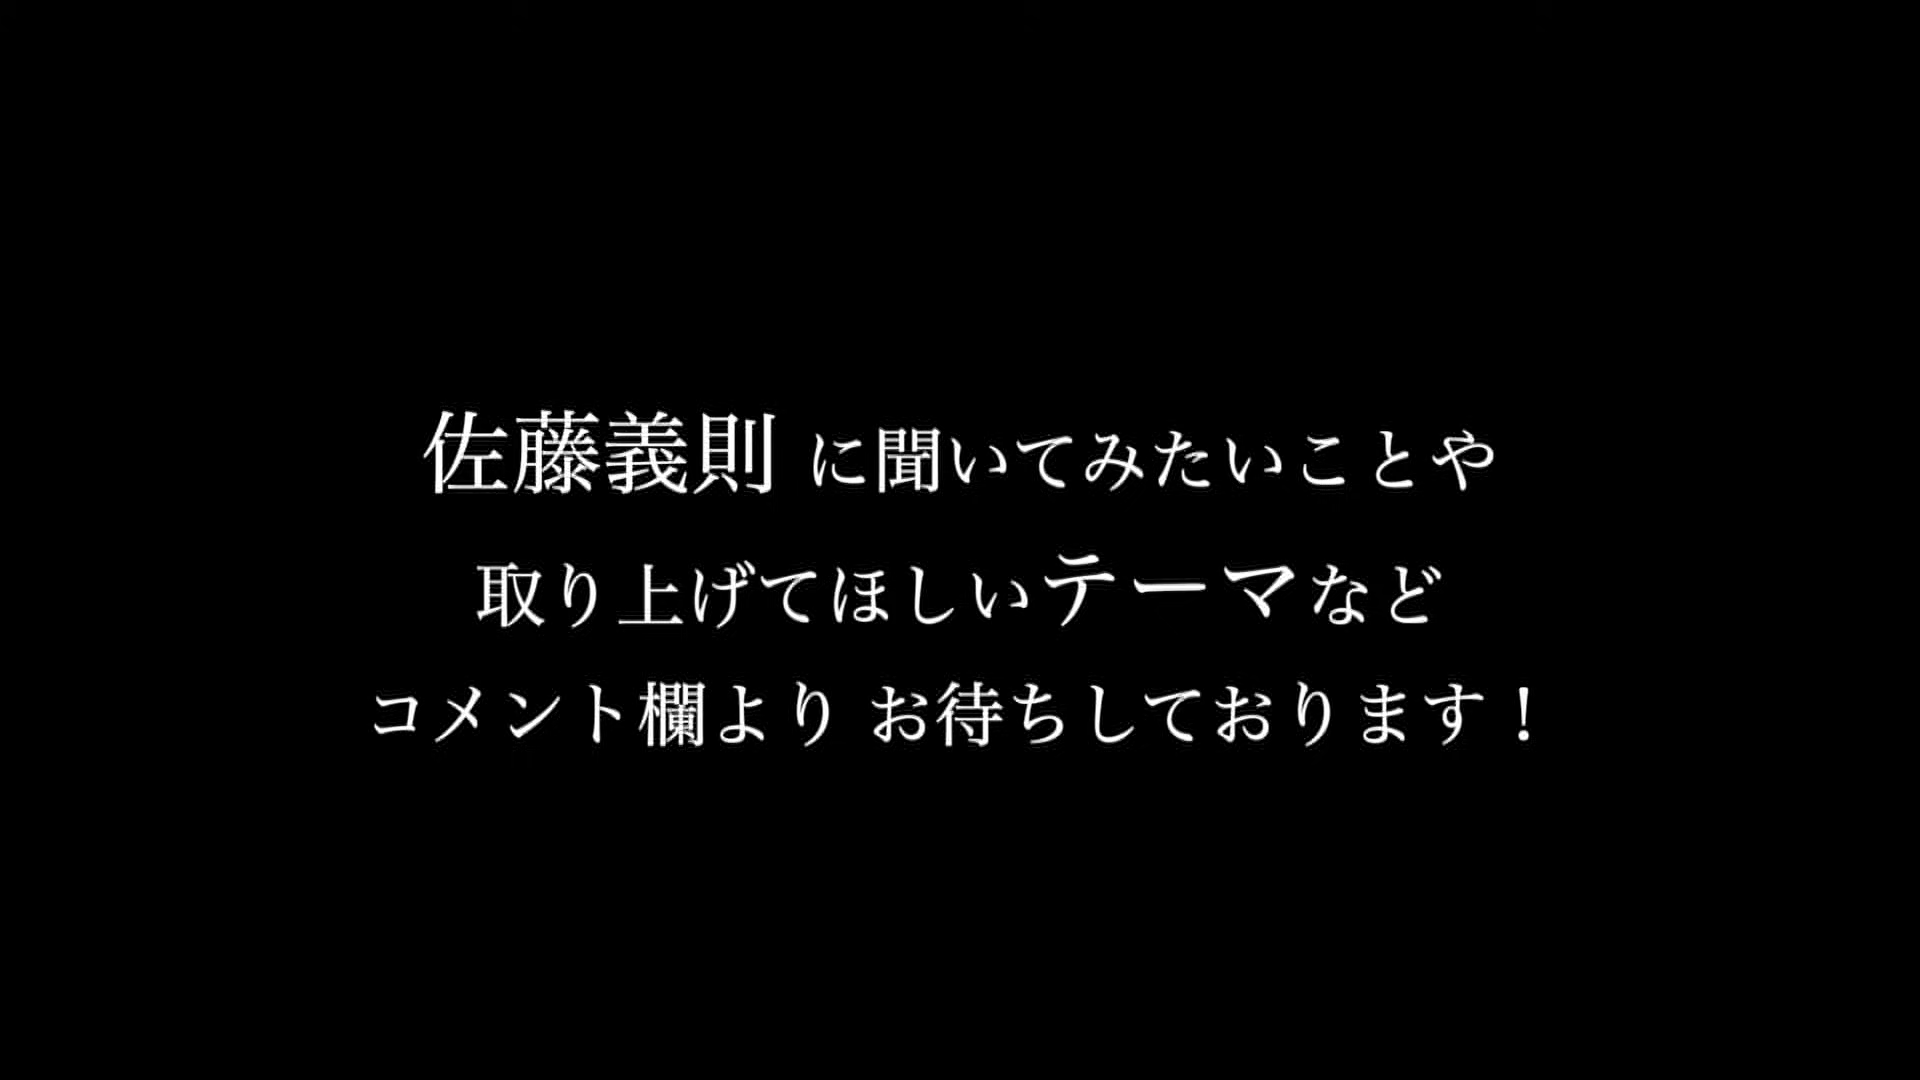 佐藤義則 に聞いてみたいことや
取り上げてほしいテーマなど
コメント欄より お待ちしております！